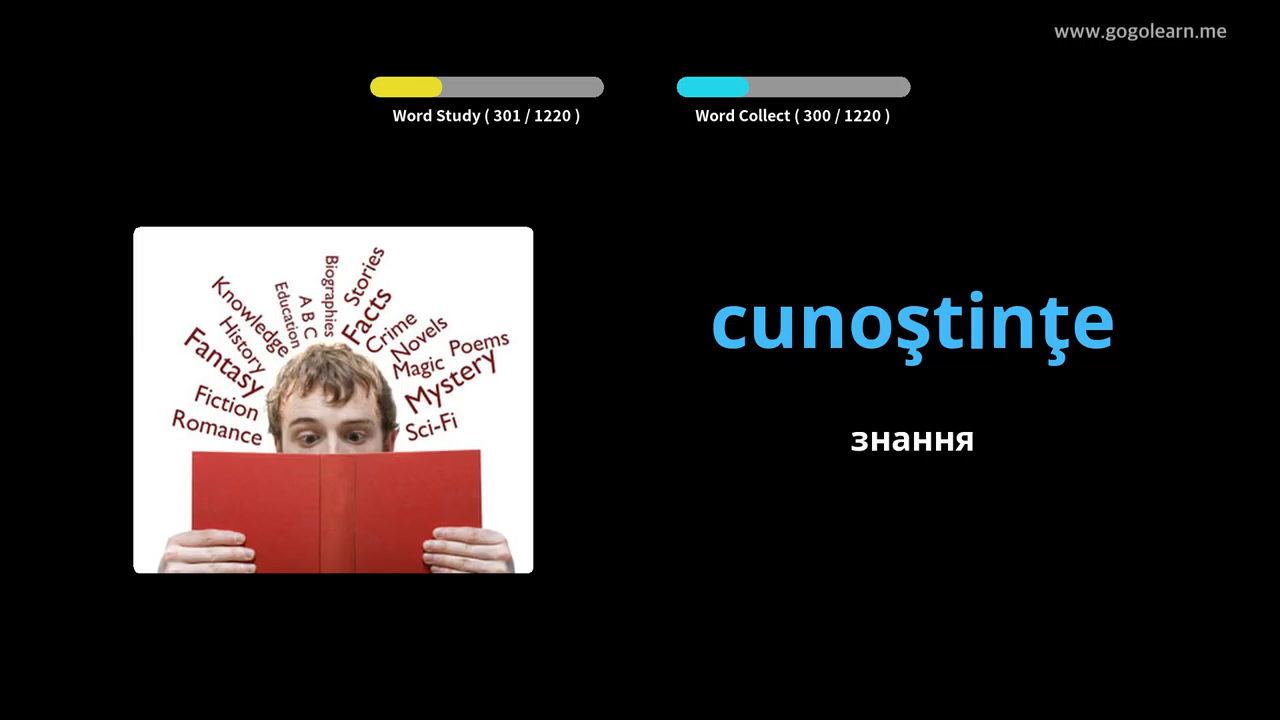 www.gogolearn.me
Word Study ( 301 / 1220 )
Word Collect ( 300 / 1220 )
Biographies
Stories
Education
A B C
Facts
Knowledge
History
Crime
Novels
Poems
Fantasy
Magic
Mystery
Fiction
Romance
Sci-Fi
cunoştinţe
знання